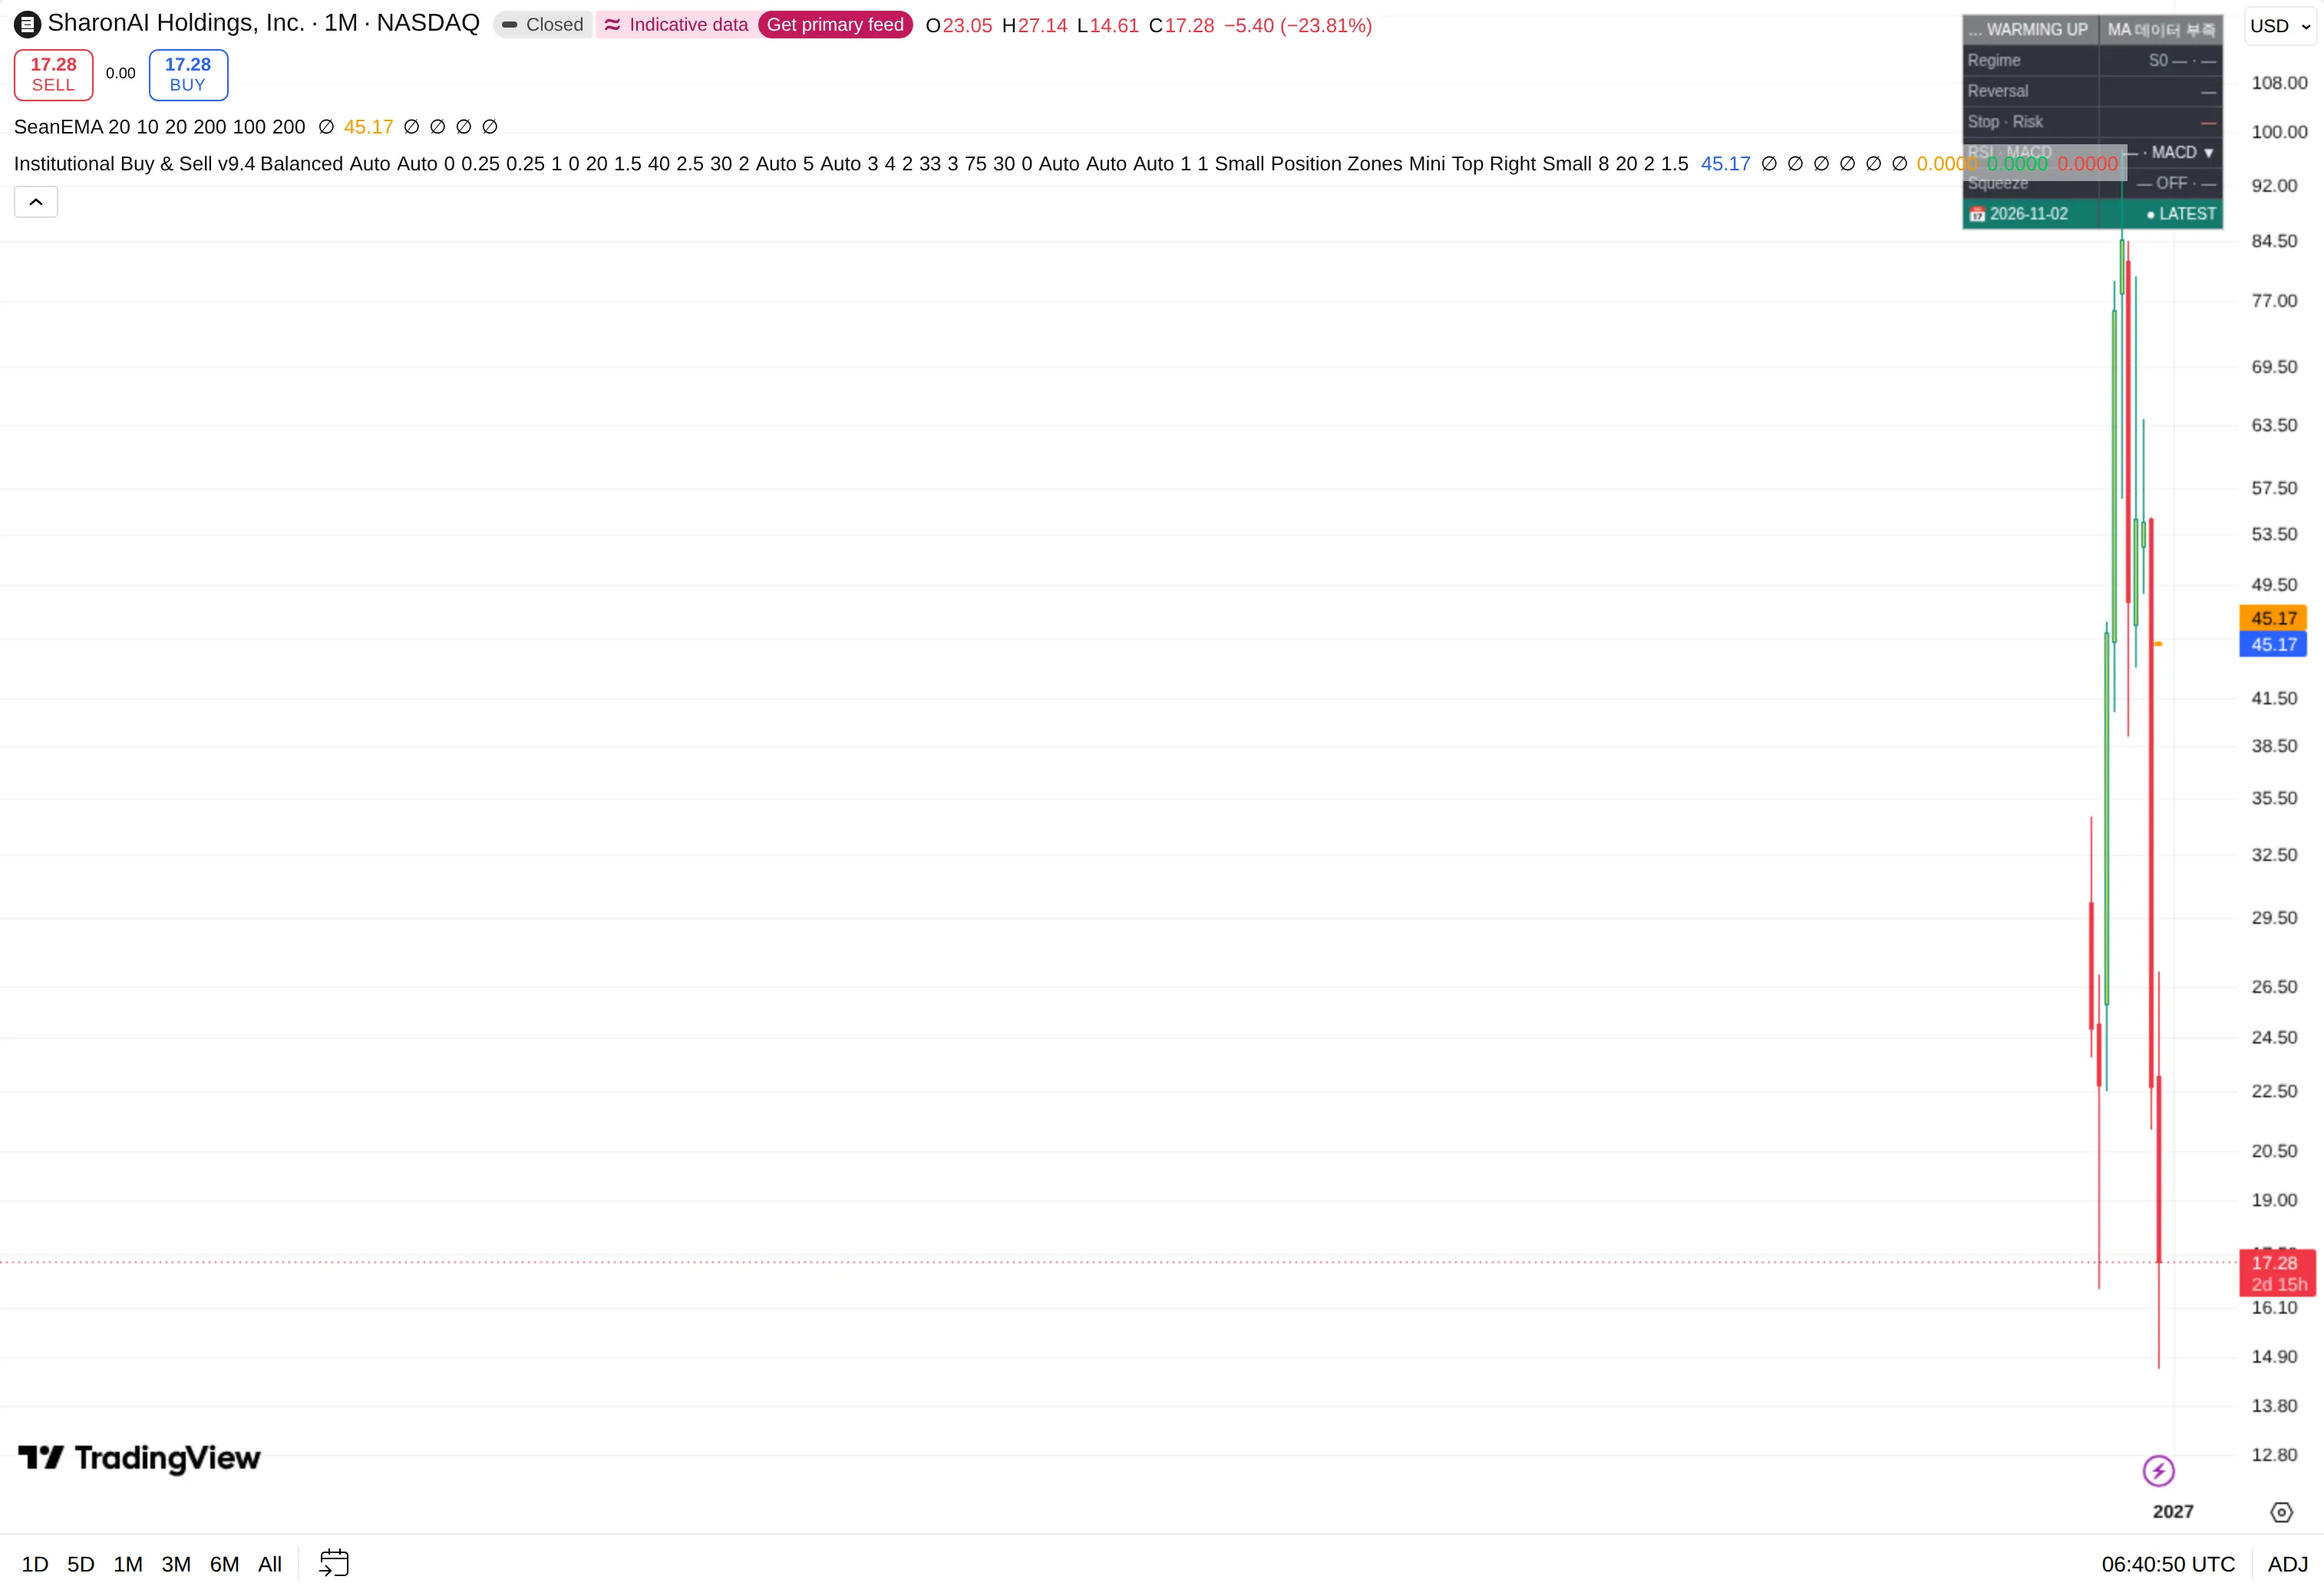 SharonAI Holdings, Inc. · 1M · NASDAQ
Closed
Indicative data
Get primary feed
O23.05 H27.14 L14.61 C17.28 −5.40 (−23.81%)
17.28
SELL
0.00
17.28
BUY
SeanEMA 20 10 20 200 100 200 ∅ 45.17 ∅ ∅ ∅ ∅
Institutional Buy & Sell v9.4 Balanced Auto Auto 0 0.25 0.25 1 0 20 1.5 40 2.5 30 2 Auto 5 Auto 3 4 2 33 3 75 30 0 Auto Auto Auto 1 1 Small Position Zones Mini Top Right Small 8 20 2 1.5 45.17 ∅ ∅ ∅ ∅ ∅ ∅ 0.0000 0.0000 0.0000
... WARMING UP MA 데이터 부족
Regime S0 — · —
Reversal —
Stop · Risk —
RSI · MACD — · MACD ▼
Squeeze — OFF · —
2026-11-02 ● LATEST
USD
108.00
100.00
92.00
84.50
77.00
69.50
63.50
57.50
53.50
49.50
45.17
45.17
41.50
38.50
35.50
32.50
29.50
26.50
24.50
22.50
20.50
19.00
17.28
2d 15h
16.10
14.90
13.80
12.80
TradingView
2027
1D 5D 1M 3M 6M All
06:40:50 UTC
ADJ